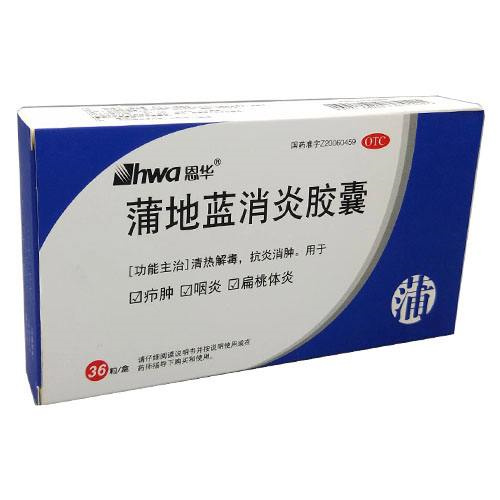 国药准字Z20060459 OTC
nhwa 恩华®
蒲地蓝消炎胶囊
[功能主治]清热解毒，抗炎消肿。用于
☑疖肿 ☑咽炎 ☑扁桃体炎
蒲
36粒/盒
请仔细阅读说明书并按说明使用或在
药师指导下购买和使用。